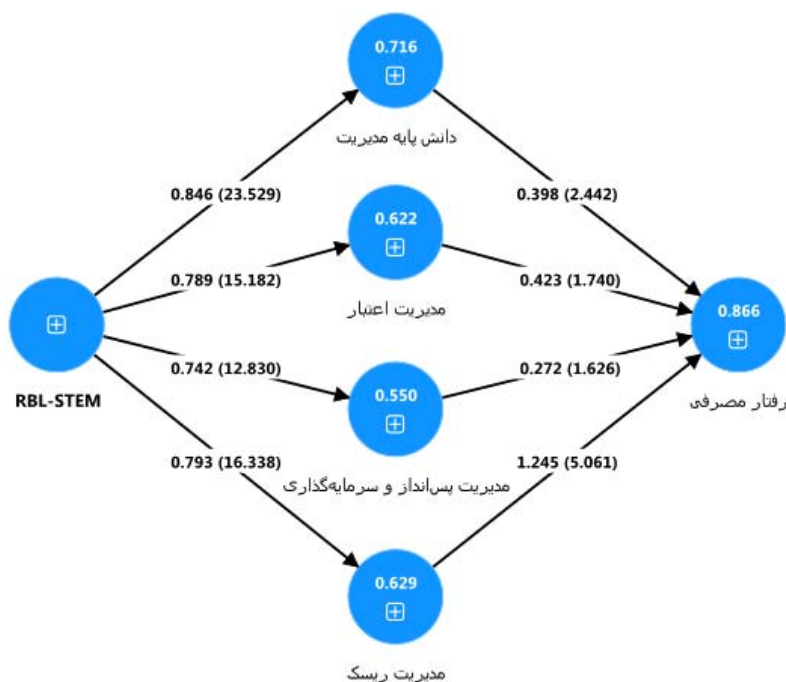 0.716
دانش پایه مدیریت
0.846 (23.529)
0.398 (2.442)
0.622
0.789 (15.182)
0.423 (1.740)
مدیریت اعتبار
0.866
RBL-STEM
رفتار مصرفی
0.742 (12.830)
0.272 (1.626)
0.550
0.793 (16.338)
1.245 (5.061)
مدیریت پس‌انداز و سرمایه‌گذاری
0.629
مدیریت ریسک